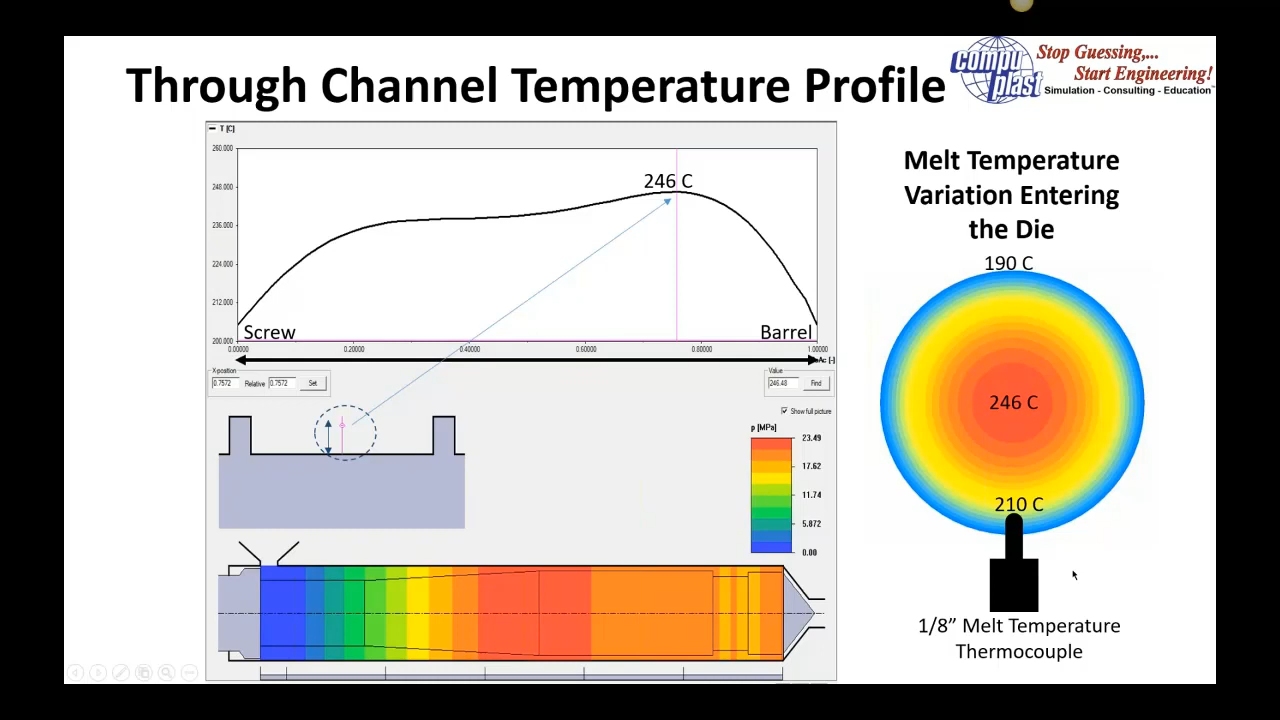 Through Channel Temperature Profile
compu
plast
Stop Guessing,...
Start Engineering!
Simulation - Consulting - Education
T [C]
260.000
248.000
236.000
224.000
212.000
200.000
246 C
Screw
Barrel
0.00000
0.20000
0.40000
0.60000
0.80000
1.00000
Ac [-]
X-position
0.7572
Relative
0.7572
Set
Value
246.48
Find
Show full picture
p [MPa]
23.49
17.62
11.74
5.872
0.00
Melt Temperature
Variation Entering
the Die
190 C
246 C
210 C
1/8” Melt Temperature
Thermocouple